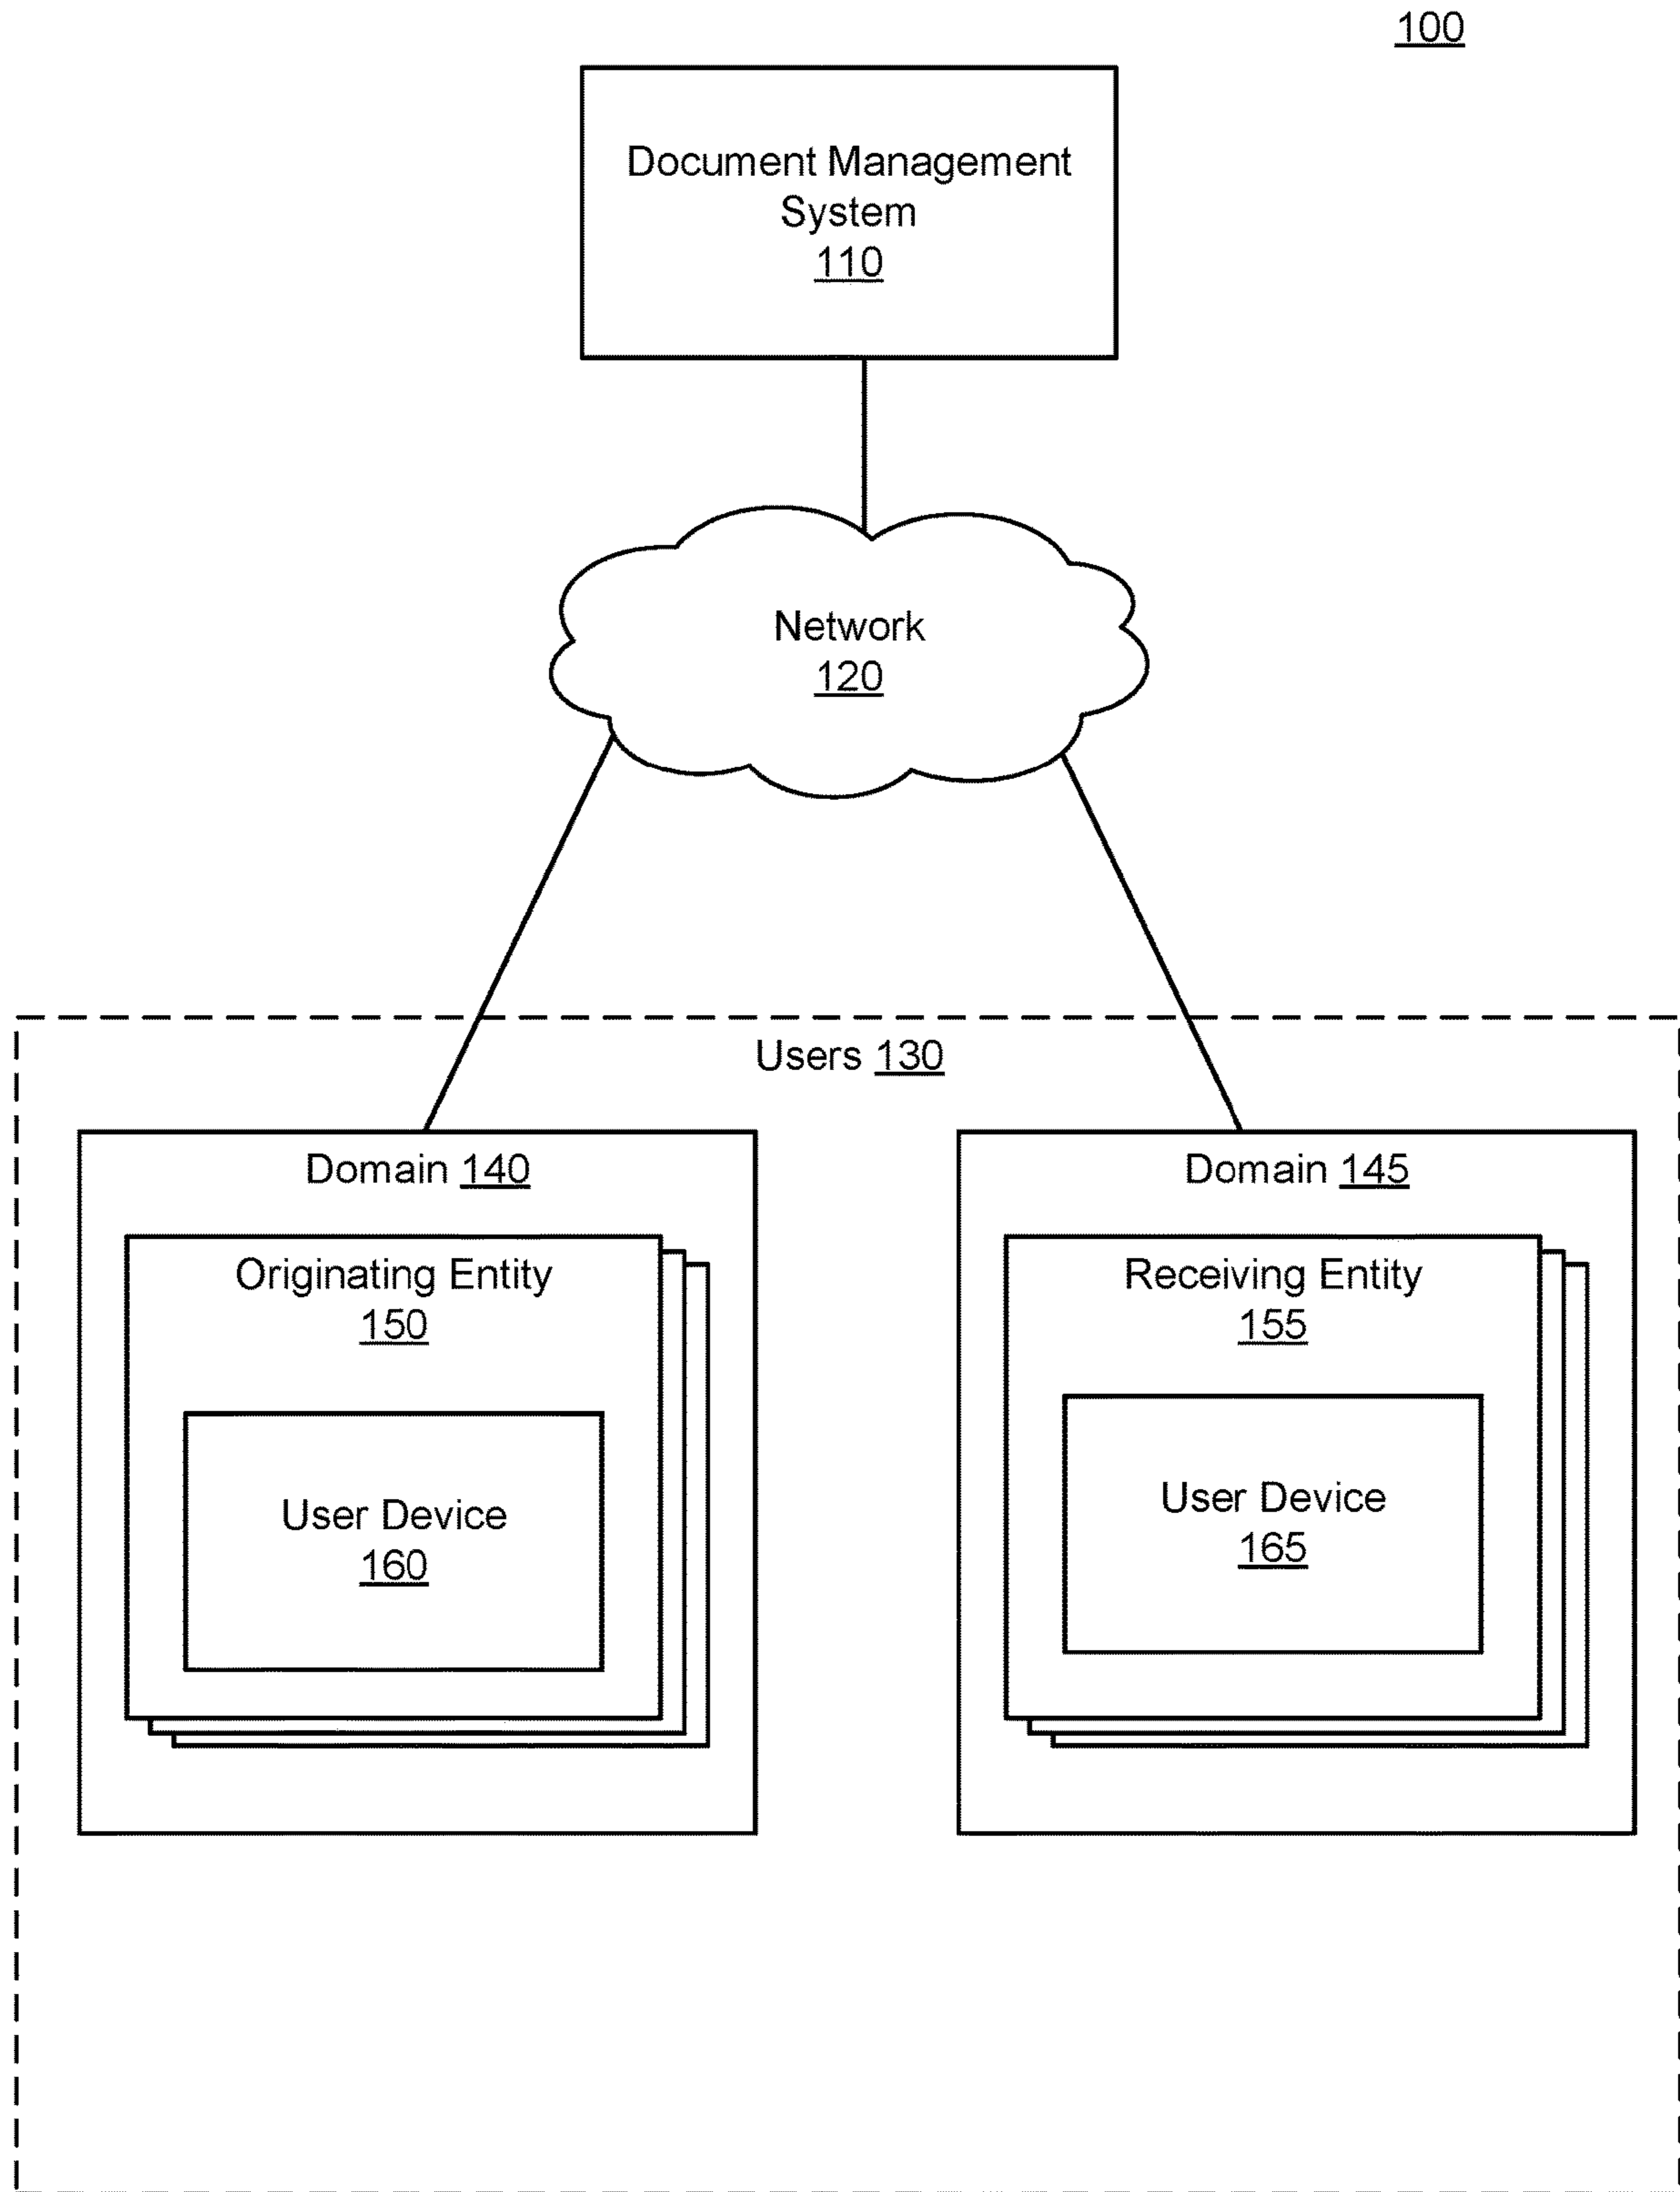 100
Document Management
System
110
Network
120
Users 130
Domain 140
Originating Entity
150
User Device
160
Domain 145
Receiving Entity
155
User Device
165